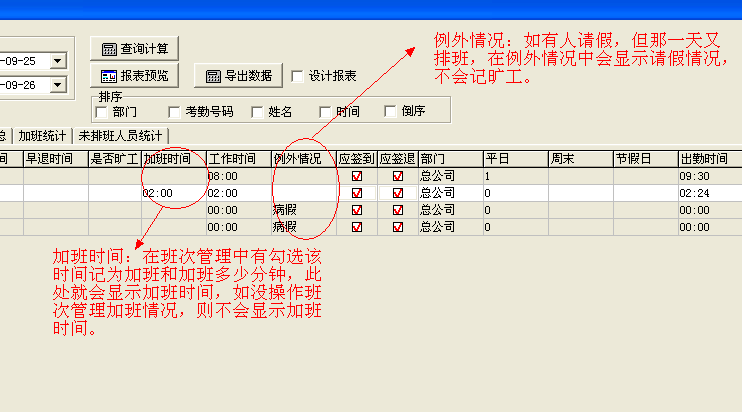 -09-25
查询计算
例外情况：如有人请假，但那一天又
排班，在例外情况中会显示请假情况，
不会记旷工。
-09-26
报表预览
导出数据
设计报表
排序
部门
考勤号码
姓名
时间
倒序
总
加班统计
未排班人员统计
间 早退时间 是否旷工 加班时间 工作时间 例外情况 应签到 应签退 部门 平日 周末 节假日 出勤时间
08:00 总公司 1 09:30
02:00 02:00 总公司 0 02:24
00:00 病假 总公司 0 00:00
00:00 病假 总公司 0 00:00
加班时间：在班次管理中有勾选该
时间记为加班和加班多少分钟，此
处就会显示加班时间，如没操作班
次管理加班情况，则不会显示加班
时间。